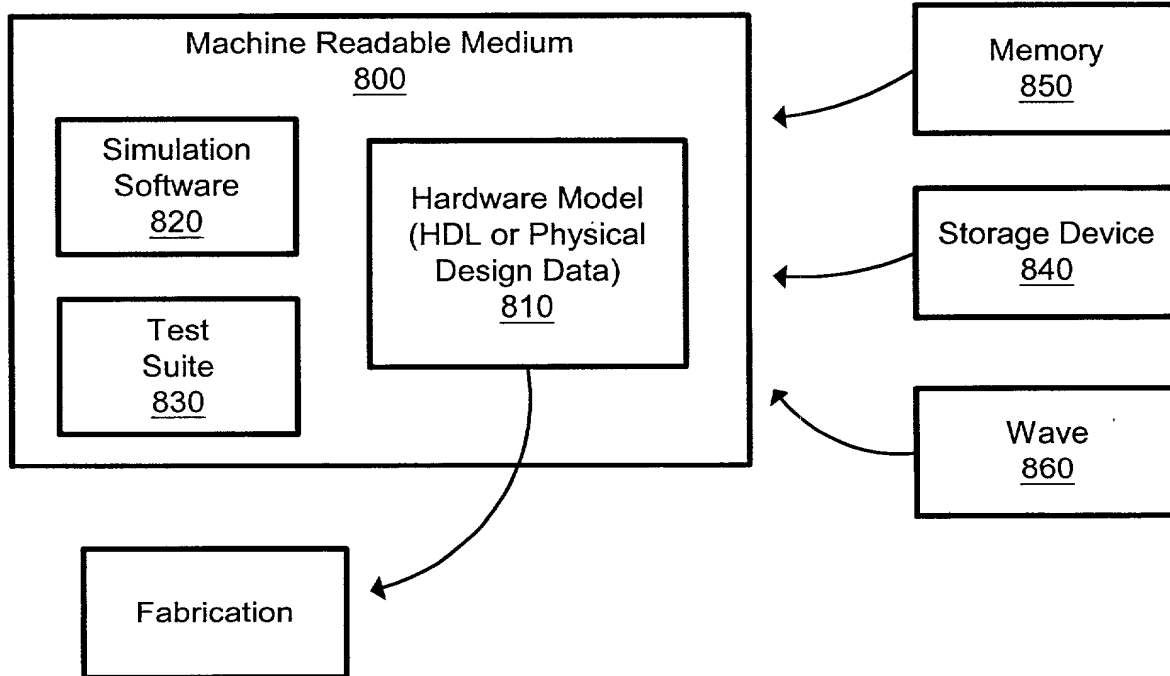 Machine Readable Medium
800
Simulation
Software
820
Hardware Model
(HDL or Physical
Design Data)
810
Test
Suite
830
Memory
850
Storage Device
840
Wave
860
Fabrication